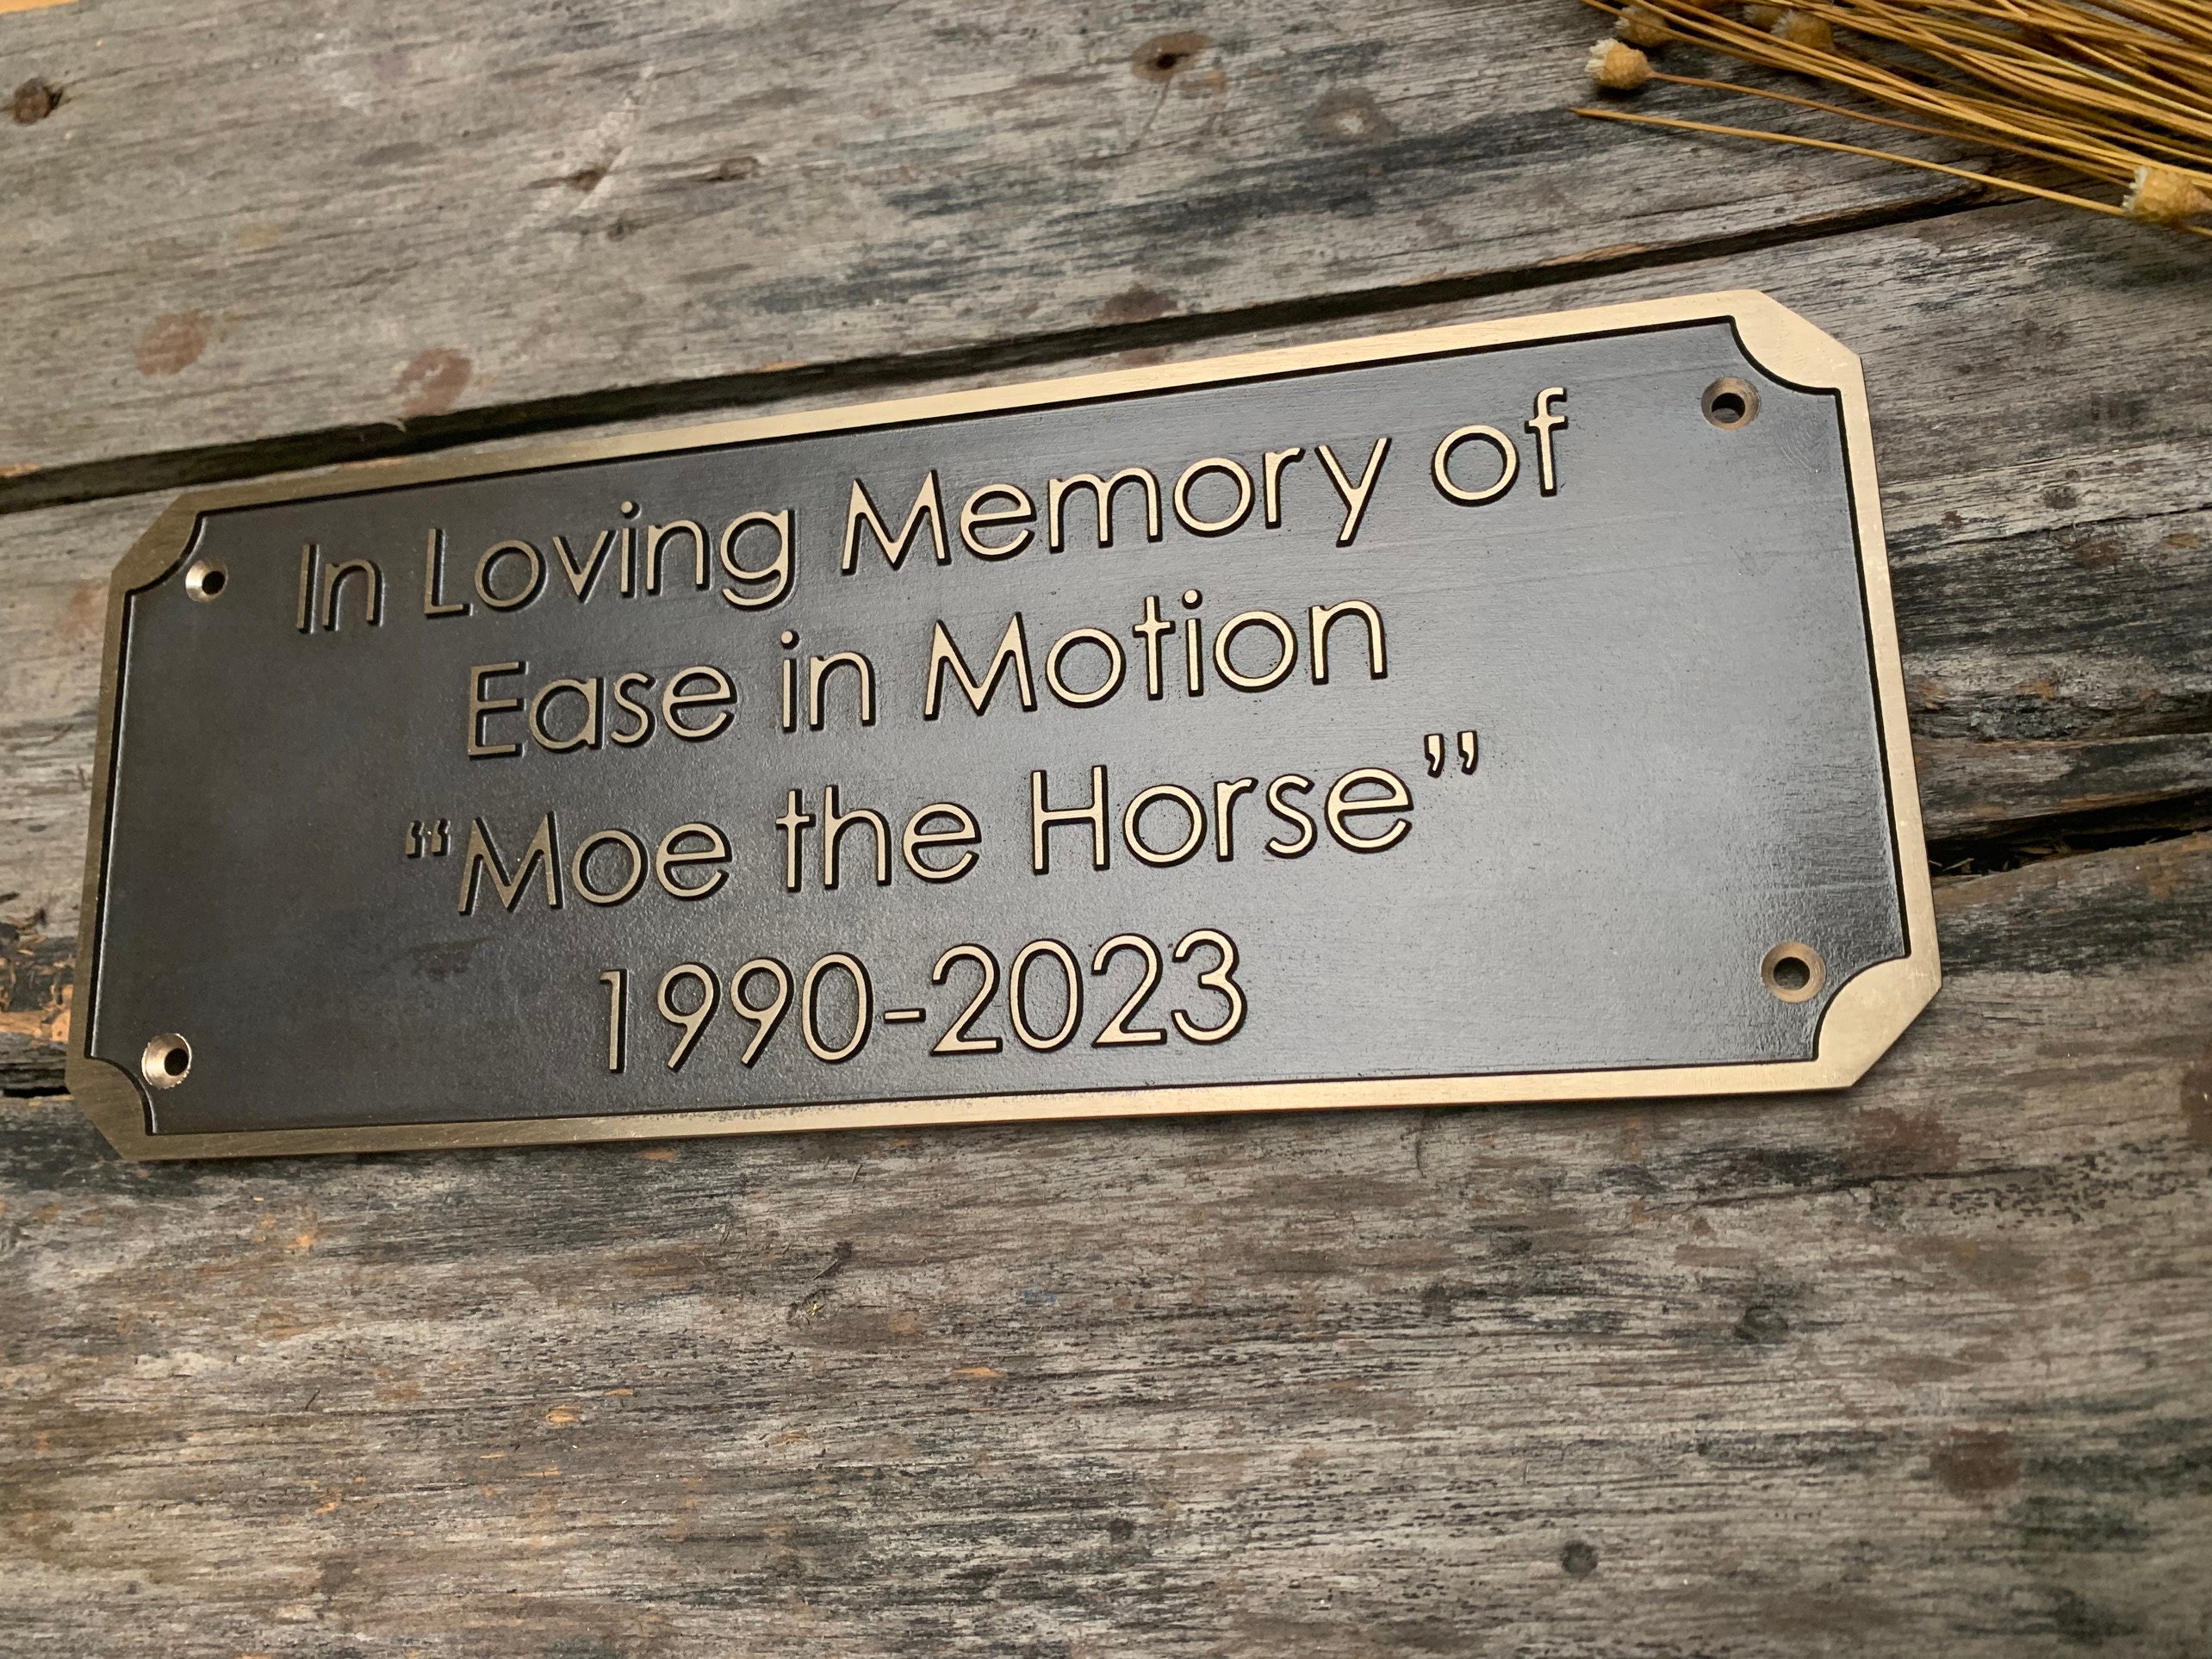 In Loving Memory of
Ease in Motion
“Moe the Horse”
1990-2023